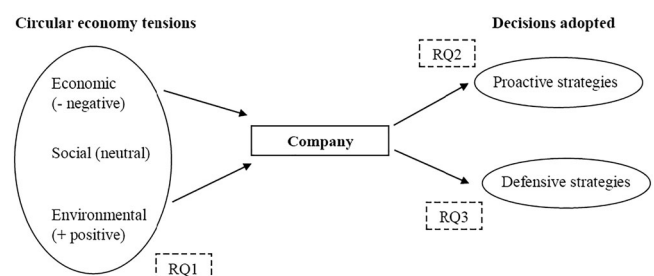 Circular economy tensions
Economic
(- negative)
Social (neutral)
Environmental
(+ positive)
RQ1
Company
Decisions adopted
RQ2
Proactive strategies
Defensive strategies
RQ3